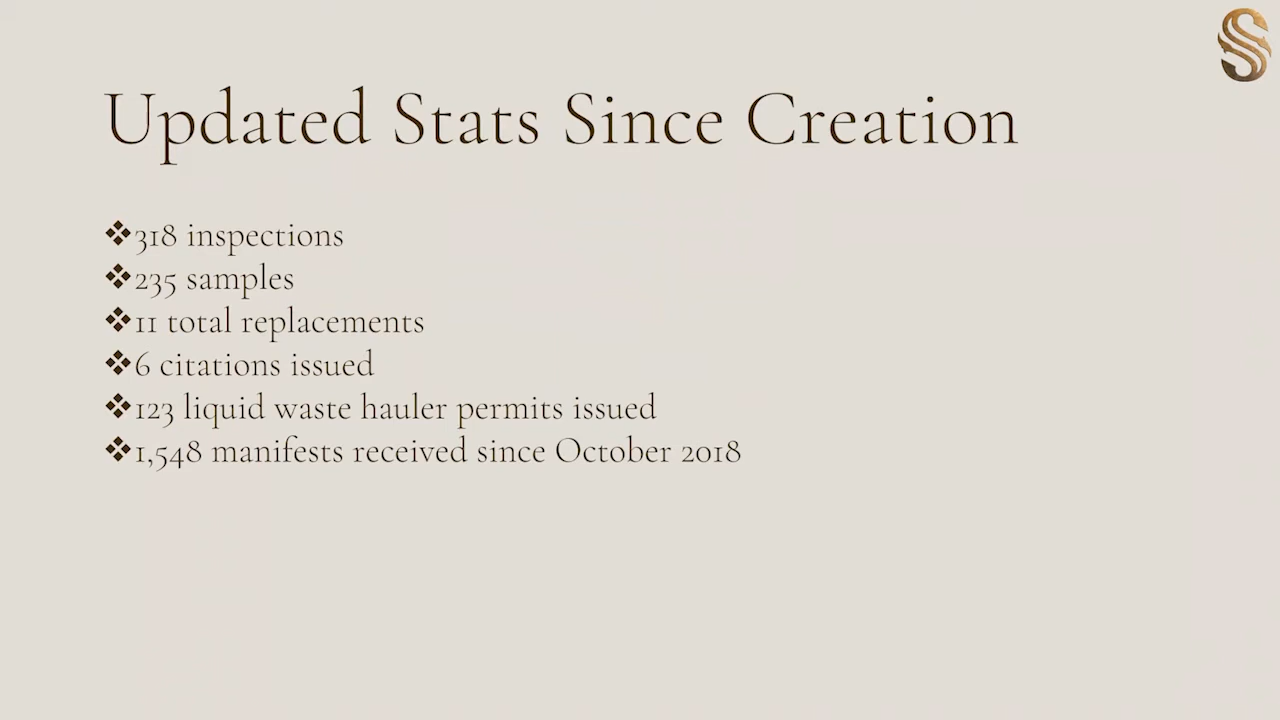 Updated Stats Since Creation
❖318 inspections
❖235 samples
❖11 total replacements
❖6 citations issued
❖123 liquid waste hauler permits issued
❖1,548 manifests received since October 2018